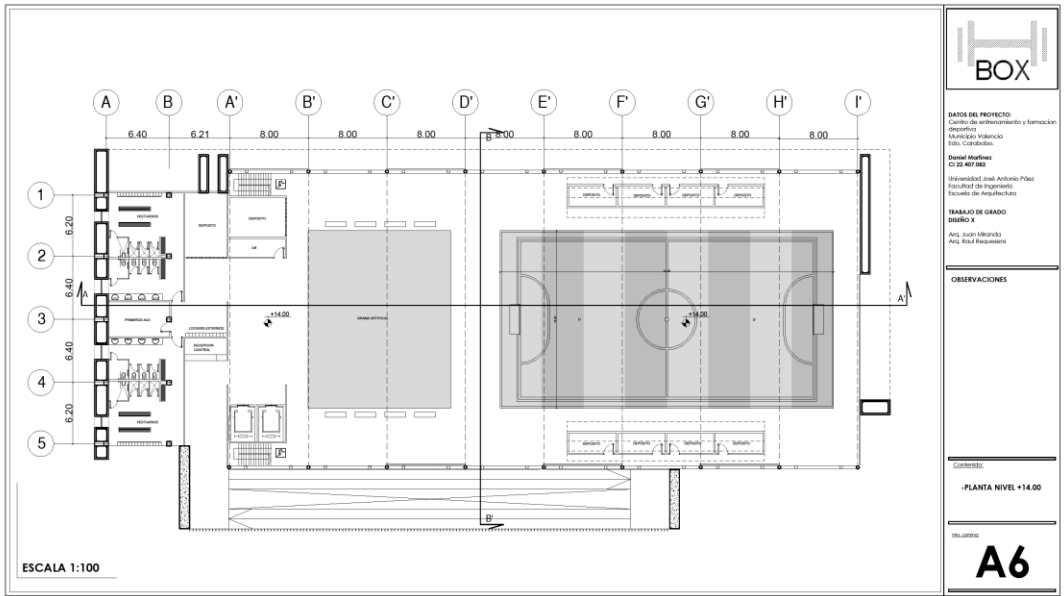 A B A' B' C' D' E' F' G' H' I'
6.40 6.21 8.00 8.00 8.00 8.00 8.00 8.00 8.00 8.00
B
1
2
3
4
5
6.20
6.40
6.40
6.20
VESTUARIOS
DEPOSITO
DEPOSITO
DEPOSITO DEPOSITO DEPOSITO DEPOSITO
A A'
PRIMEROS AUX.
LOCKERS EXTERNOS
RECEPCION
CONTROL
+14.00
GRAMA ARTIFICIAL
+14.00
VESTUARIOS
DEPOSITO DEPOSITO DEPOSITO DEPOSITO
B'
ESCALA 1:100
BOX
DATOS DEL PROYECTO:
Centro de entrenamiento y formacion
deportiva
Municipio Valencia
Edo. Carabobo.
Daniel Martinez
CI 22.407.082
Universidad José Antonio Páez
Facultad de Ingeniería
Escuela de Arquitectura
TRABAJO DE GRADO
DISEÑO X
Arq. Juan Miranda
Arq. Raul Requesens
OBSERVACIONES
Contenido:
-PLANTA NIVEL +14.00
No. Lamina:
A6